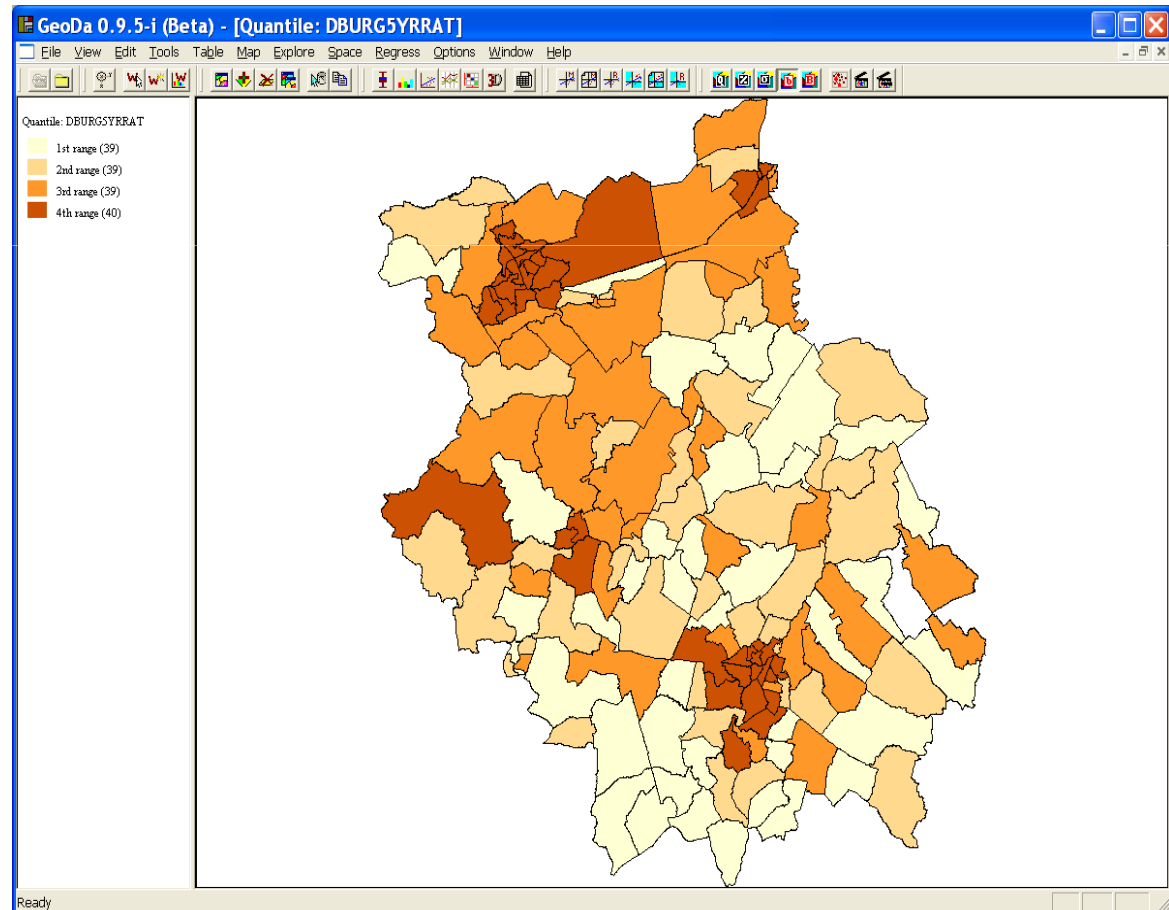 GeoDa 0.9.5-i (Beta) - [Quantile: DBURG5YRRAT]
File View Edit Tools Table Map Explore Space Regress Options Window Help
3D
Quantile: DBURG5YRRAT
1st range (39)
2nd range (39)
3rd range (39)
4th range (40)
Ready